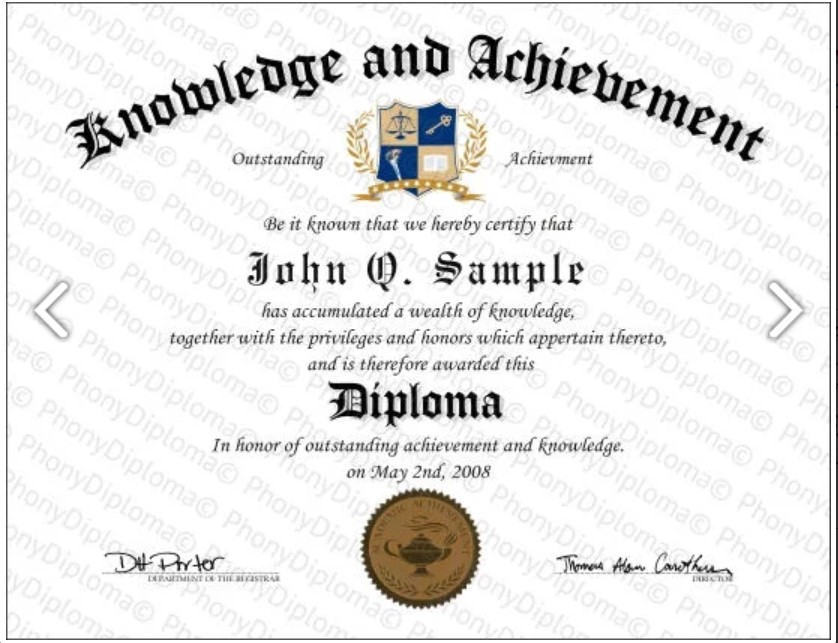 Knowledge and Achievement
Outstanding Achievment
Be it known that we hereby certify that
John Q. Sample
has accumulated a wealth of knowledge,
together with the privileges and honors which appertain thereto,
and is therefore awarded this
Diploma
In honor of outstanding achievement and knowledge.
on May 2nd, 2008
ACADEMIC ACHIEVEMENT
DH Porter
Thomas Alan Carothers
DEPARTMENT OF THE REGISTRAR
DIRECTOR
PhonyDiploma©